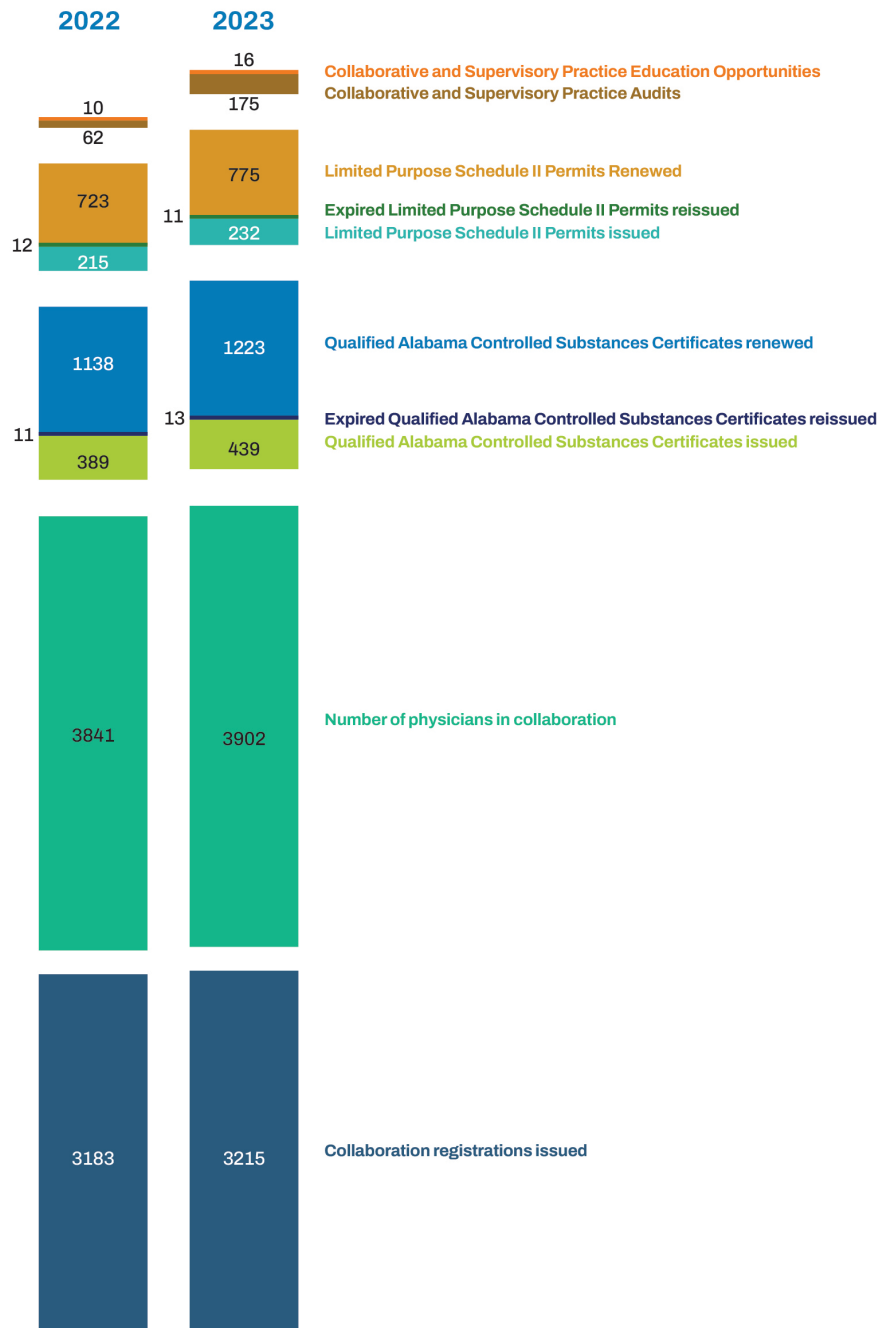 2022 2023
16
Collaborative and Supervisory Practice Education Opportunities
Collaborative and Supervisory Practice Audits
10
175
62
723
775
Limited Purpose Schedule II Permits Renewed
11
Expired Limited Purpose Schedule II Permits reissued
12
215
232
Limited Purpose Schedule II Permits issued
1138
1223
Qualified Alabama Controlled Substances Certificates renewed
11
13
Expired Qualified Alabama Controlled Substances Certificates reissued
389
439
Qualified Alabama Controlled Substances Certificates issued
3841
3902
Number of physicians in collaboration
3183
3215
Collaboration registrations issued